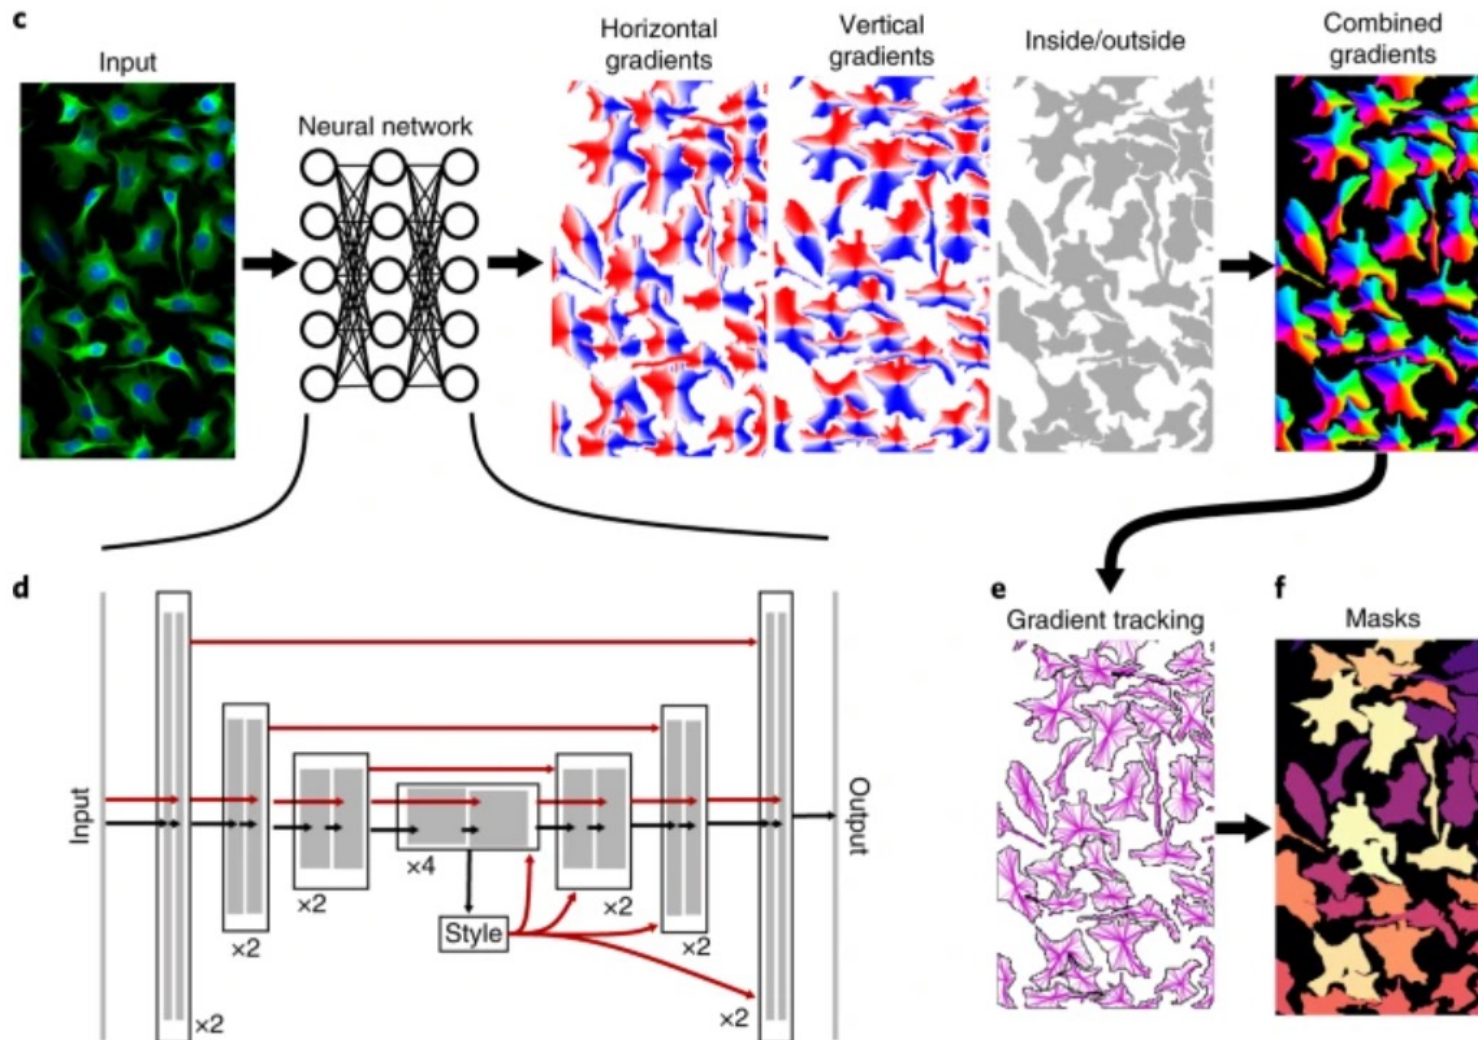 c
Input
Neural network
Horizontal
gradients
Vertical
gradients
Inside/outside
Combined
gradients
d
Input
×2
×2
×2
×4
Style
×2
×2
×2
Output
e
Gradient tracking
f
Masks